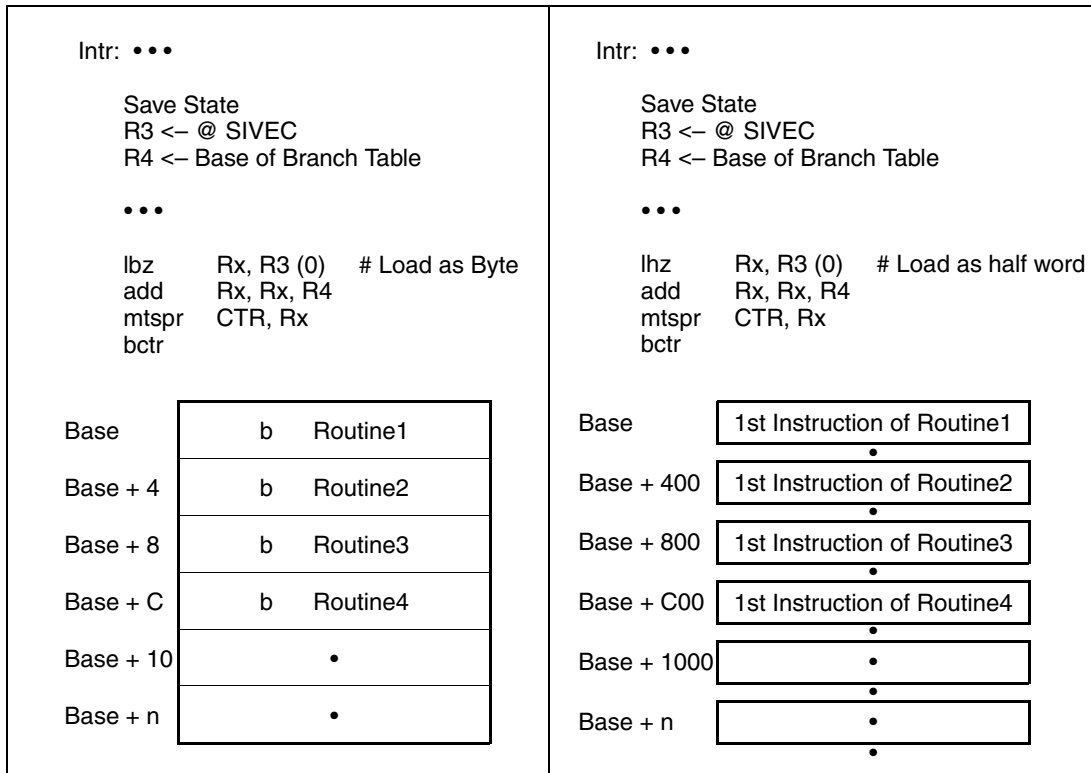 Intr: •••
Save State
R3 <– @ SIVEC
R4 <– Base of Branch Table
•••
lbz Rx, R3 (0) # Load as Byte
add Rx, Rx, R4
mtspr CTR, Rx
bctr
Base b Routine1
Base + 4 b Routine2
Base + 8 b Routine3
Base + C b Routine4
Base + 10 •
Base + n •
Intr: •••
Save State
R3 <– @ SIVEC
R4 <– Base of Branch Table
•••
lhz Rx, R3 (0) # Load as half word
add Rx, Rx, R4
mtspr CTR, Rx
bctr
Base 1st Instruction of Routine1
•
Base + 400 1st Instruction of Routine2
•
Base + 800 1st Instruction of Routine3
•
Base + C00 1st Instruction of Routine4
•
Base + 1000 •
•
Base + n •
•